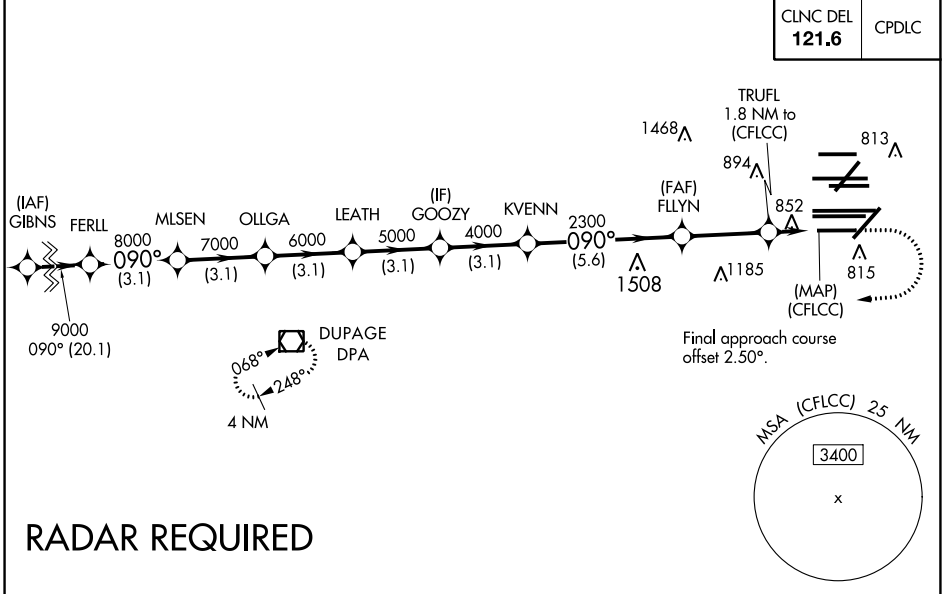 CLNC DEL
121.6
CPDLC
TRUFL
1.8 NM to
(CFLCC)
1468
813
894
(IAF)
GIBNS
FERLL
MLSEN
OLLGA
LEATH
(IF)
GOOZY
KVENN
(FAF)
FLLYN
852
8000
090°
(3.1)
7000
(3.1)
6000
(3.1)
5000
(3.1)
4000
(3.1)
2300
090°
(5.6)
1508
1185
815
(MAP)
(CFLCC)
9000
090° (20.1)
DUPAGE
DPA
068°
248°
4 NM
Final approach course
offset 2.50°.
MSA (CFLCC) 25 NM
3400
x
RADAR REQUIRED